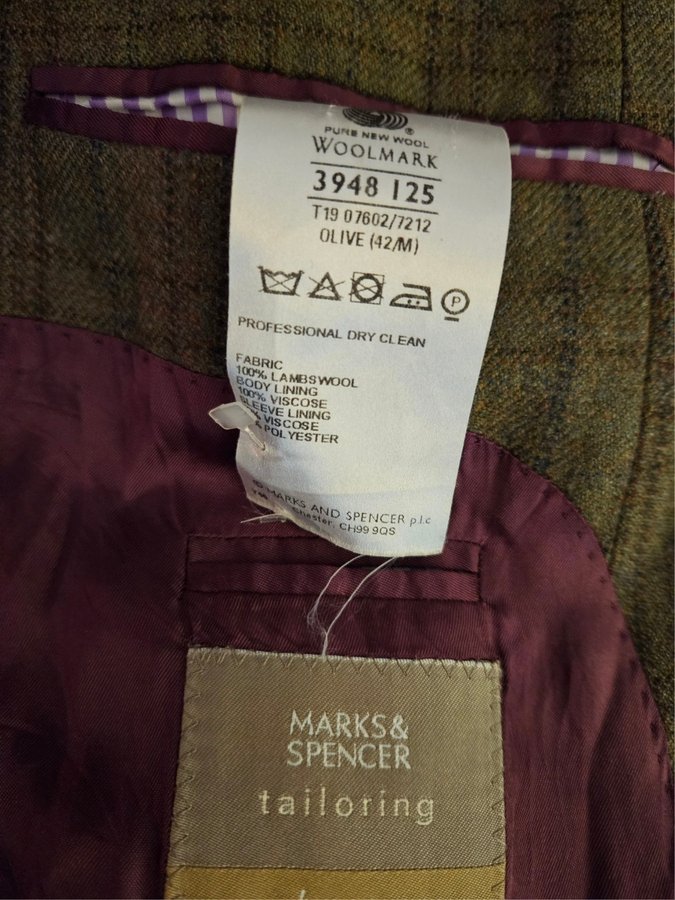 PURE NEW WOOL
WOOLMARK
3948 125
T19 07602/7212
OLIVE (42/M)
P
PROFESSIONAL DRY CLEAN
FABRIC
100% LAMBSWOOL
BODY LINING
100% VISCOSE
SLEEVE LINING
% VISCOSE
POLYESTER
MARKS AND SPENCER p.l.c
CH99 9QS
MARKS&
SPENCER
tailoring